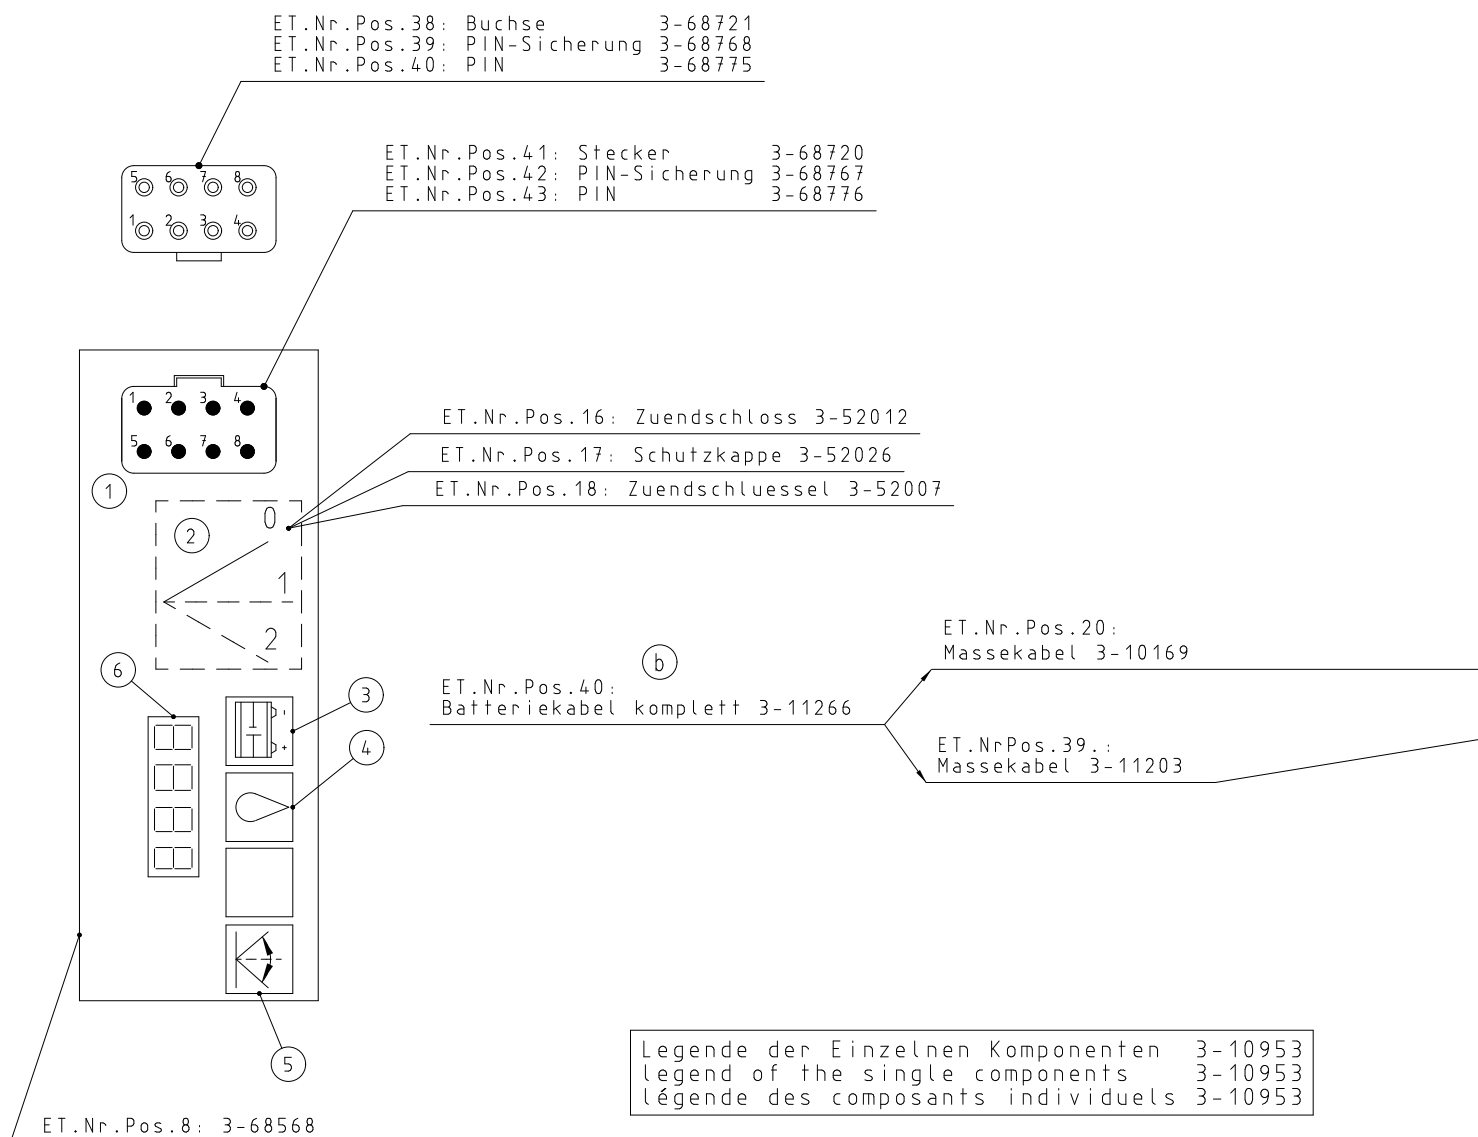 ET.Nr.Pos.38: Buchse 3-68721
ET.Nr.Pos.39: PIN-Sicherung 3-68768
ET.Nr.Pos.40: PIN 3-68775
ET.Nr.Pos.41: Stecker 3-68720
ET.Nr.Pos.42: PIN-Sicherung 3-68767
ET.Nr.Pos.43: PIN 3-68776
5 6 7 8
1 2 3 4
1 2 3 4
5 6 7 8
ET.Nr.Pos.16: Zuendschloss 3-52012
ET.Nr.Pos.17: Schutzkappe 3-52026
ET.Nr.Pos.18: Zuendschluessel 3-52007
1
2
0
1
2
6
3
- +
4
b
ET.Nr.Pos.40:
Batteriekabel komplett 3-11266
ET.Nr.Pos.20:
Massekabel 3-10169
ET.NrPos.39.:
Massekabel 3-11203
5
Legende der Einzelnen Komponenten 3-10953
legend of the single components 3-10953
légende des composants individuels 3-10953
ET.Nr.Pos.8: 3-68568